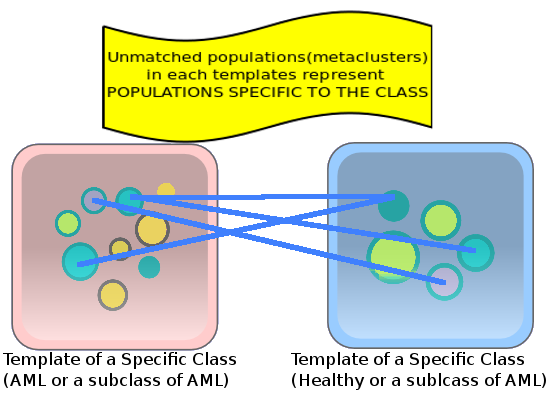 Unmatched populations(metaclusters)
in each templates represent
POPULATIONS SPECIFIC TO THE CLASS
Template of a Specific Class
(AML or a subclass of AML)
Template of a Specific Class
(Healthy or a sublcass of AML)